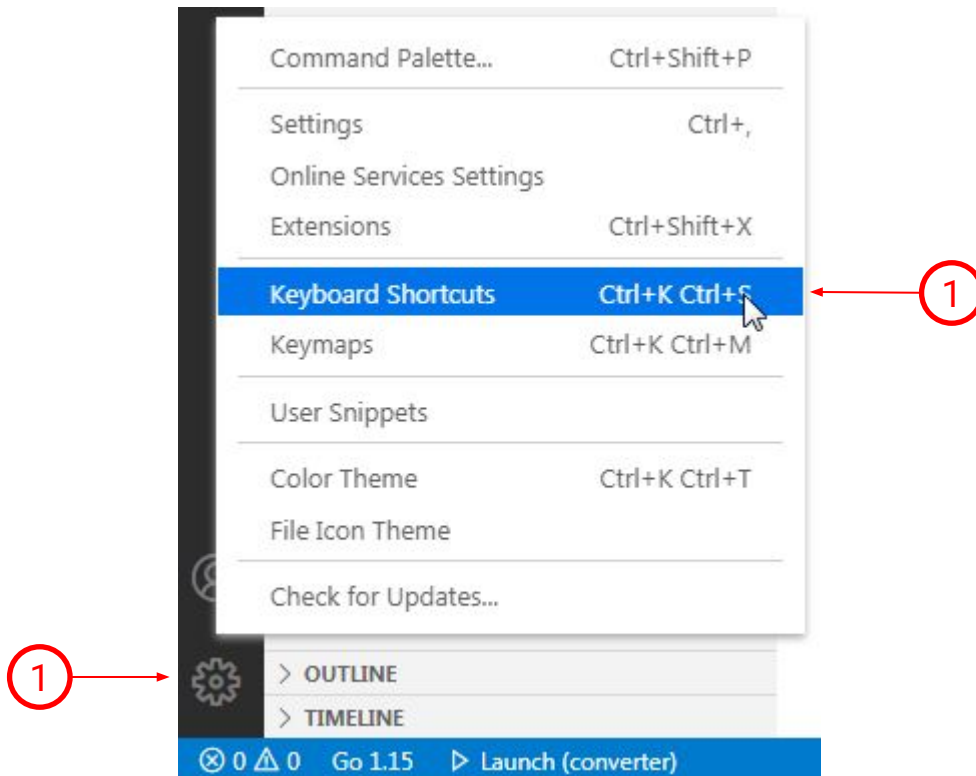 Command Palette... Ctrl+Shift+P
Settings Ctrl+,
Online Services Settings
Extensions Ctrl+Shift+X
Keyboard Shortcuts Ctrl+K Ctrl+S
1
Keymaps Ctrl+K Ctrl+M
User Snippets
Color Theme Ctrl+K Ctrl+T
File Icon Theme
Check for Updates...
1
> OUTLINE
> TIMELINE
0 0 Go 1.15 Launch (converter)